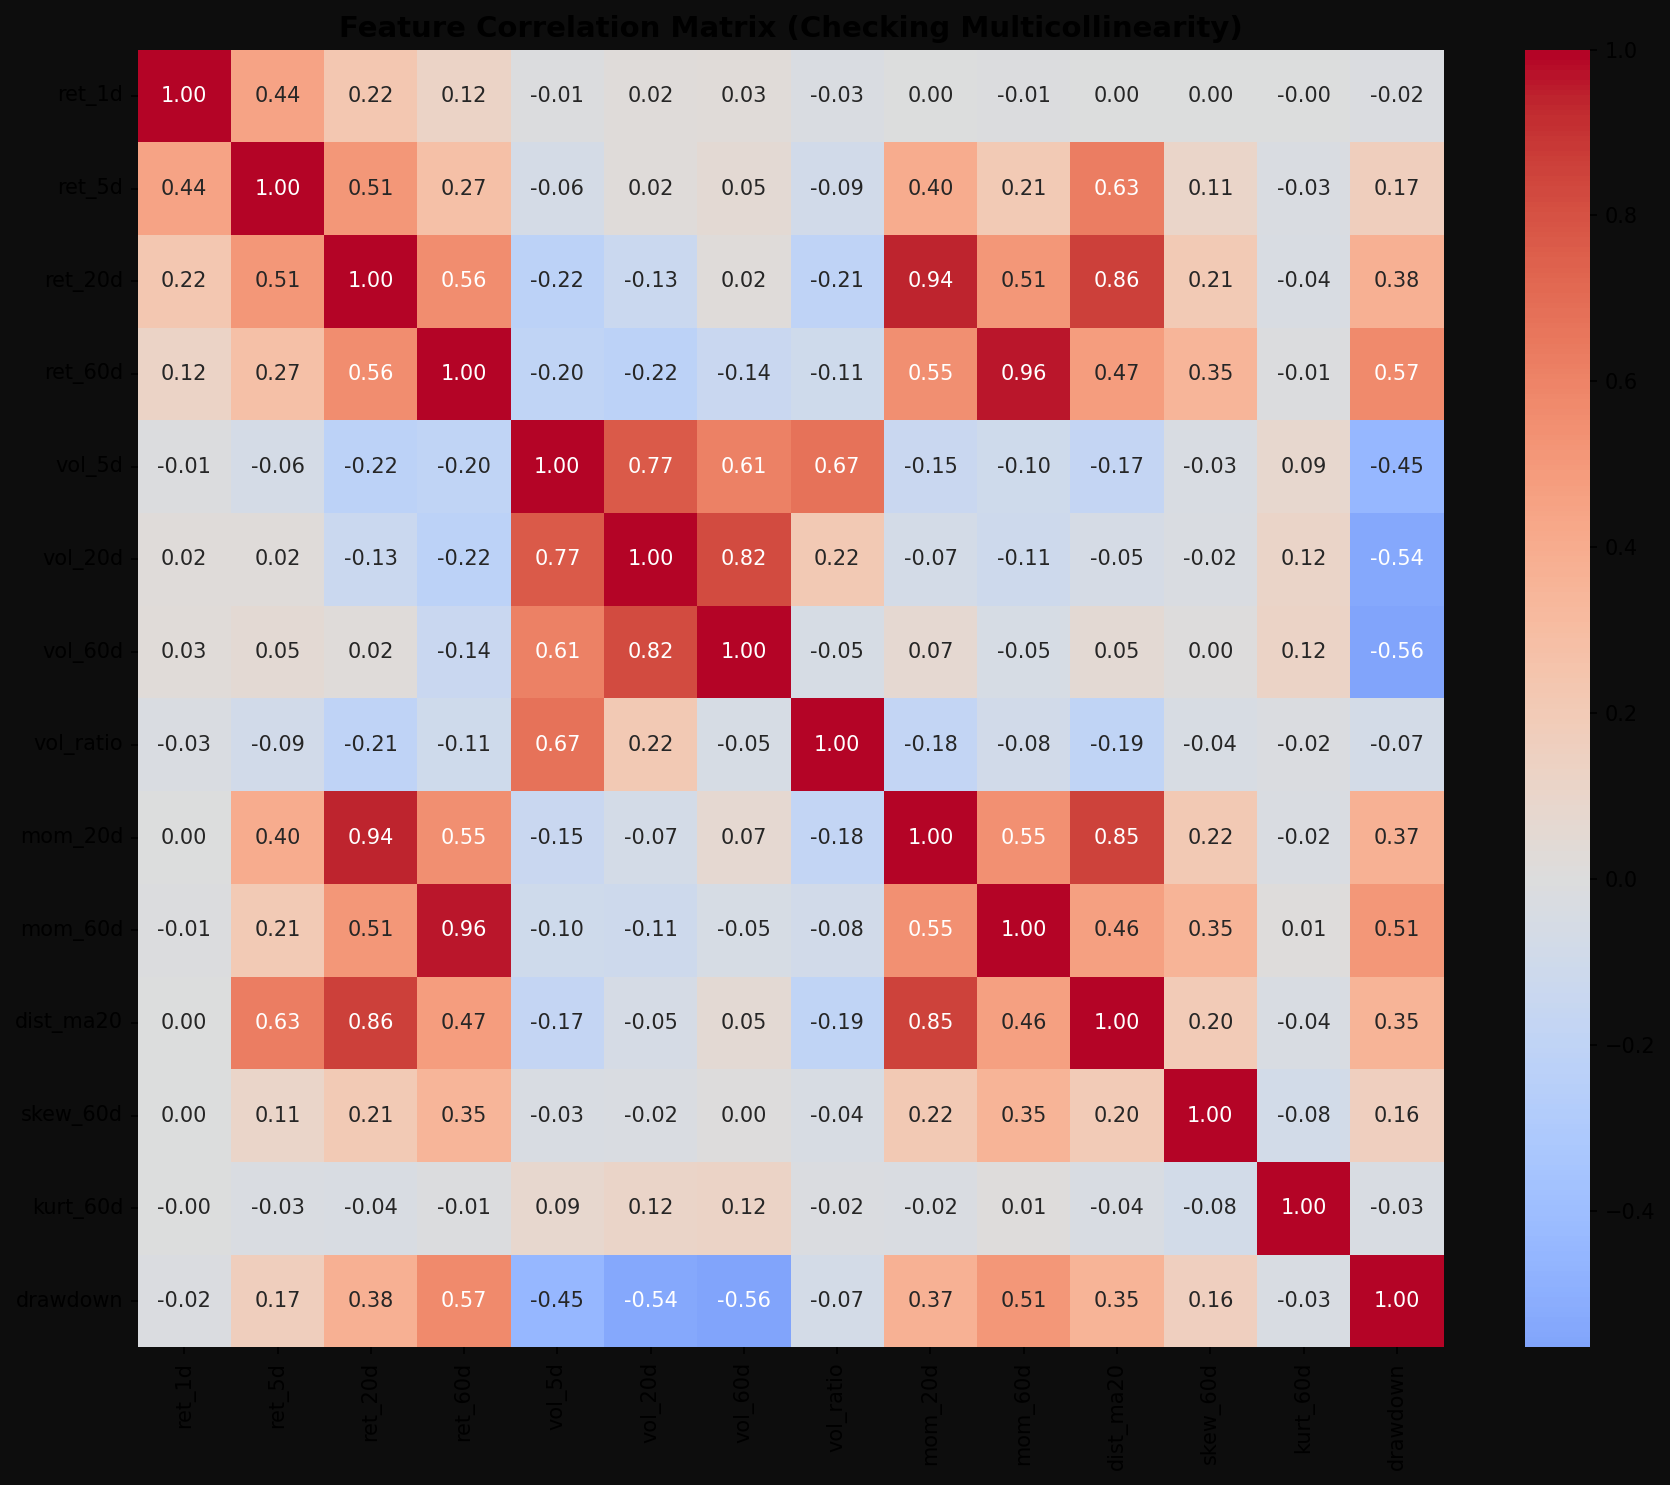 Feature Correlation Matrix (Checking Multicollinearity)
ret_1d 1.00 0.44 0.22 0.12 -0.01 0.02 0.03 -0.03 0.00 -0.01 0.00 0.00 -0.00 -0.02
ret_5d 0.44 1.00 0.51 0.27 -0.06 0.02 0.05 -0.09 0.40 0.21 0.63 0.11 -0.03 0.17
ret_20d 0.22 0.51 1.00 0.56 -0.22 -0.13 0.02 -0.21 0.94 0.51 0.86 0.21 -0.04 0.38
ret_60d 0.12 0.27 0.56 1.00 -0.20 -0.22 -0.14 -0.11 0.55 0.96 0.47 0.35 -0.01 0.57
vol_5d -0.01 -0.06 -0.22 -0.20 1.00 0.77 0.61 0.67 -0.15 -0.10 -0.17 -0.03 0.09 -0.45
vol_20d 0.02 0.02 -0.13 -0.22 0.77 1.00 0.82 0.22 -0.07 -0.11 -0.05 -0.02 0.12 -0.54
vol_60d 0.03 0.05 0.02 -0.14 0.61 0.82 1.00 -0.05 0.07 -0.05 0.05 0.00 0.12 -0.56
vol_ratio -0.03 -0.09 -0.21 -0.11 0.67 0.22 -0.05 1.00 -0.18 -0.08 -0.19 -0.04 -0.02 -0.07
mom_20d 0.00 0.40 0.94 0.55 -0.15 -0.07 0.07 -0.18 1.00 0.55 0.85 0.22 -0.02 0.37
mom_60d -0.01 0.21 0.51 0.96 -0.10 -0.11 -0.05 -0.08 0.55 1.00 0.46 0.35 0.01 0.51
dist_ma20 0.00 0.63 0.86 0.47 -0.17 -0.05 0.05 -0.19 0.85 0.46 1.00 0.20 -0.04 0.35
skew_60d 0.00 0.11 0.21 0.35 -0.03 -0.02 0.00 -0.04 0.22 0.35 0.20 1.00 -0.08 0.16
kurt_60d -0.00 -0.03 -0.04 -0.01 0.09 0.12 0.12 -0.02 -0.02 0.01 -0.04 -0.08 1.00 -0.03
drawdown -0.02 0.17 0.38 0.57 -0.45 -0.54 -0.56 -0.07 0.37 0.51 0.35 0.16 -0.03 1.00
ret_1d ret_5d ret_20d ret_60d vol_5d vol_20d vol_60d vol_ratio mom_20d mom_60d dist_ma20 skew_60d kurt_60d drawdown
1.0
0.8
0.6
0.4
0.2
0.0
−0.2
−0.4